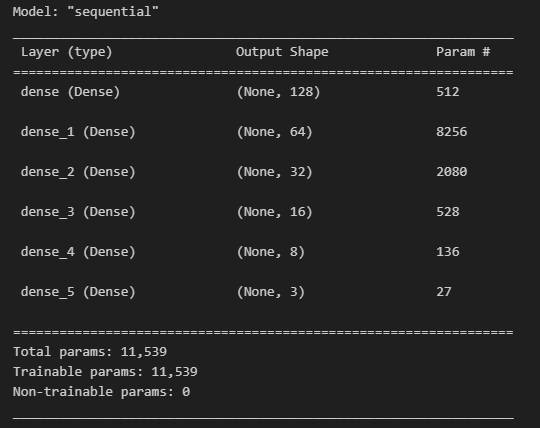 Model: "sequential"
_________________________________________________________________
Layer (type) Output Shape Param #
=================================================================
dense (Dense) (None, 128) 512
dense_1 (Dense) (None, 64) 8256
dense_2 (Dense) (None, 32) 2080
dense_3 (Dense) (None, 16) 528
dense_4 (Dense) (None, 8) 136
dense_5 (Dense) (None, 3) 27
=================================================================
Total params: 11,539
Trainable params: 11,539
Non-trainable params: 0
_________________________________________________________________